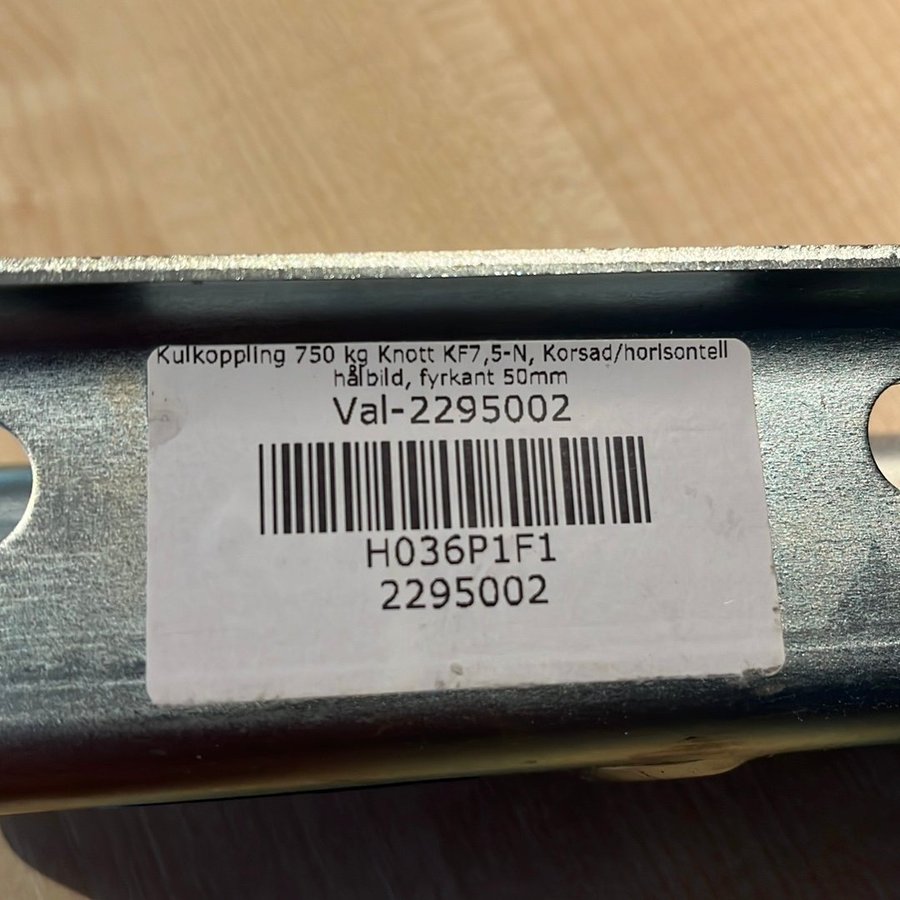 Kulkoppling 750 kg Knott KF7,5-N, Korsad/horisontell
hålbild, fyrkant 50mm
Val-2295002
H036P1F1
2295002